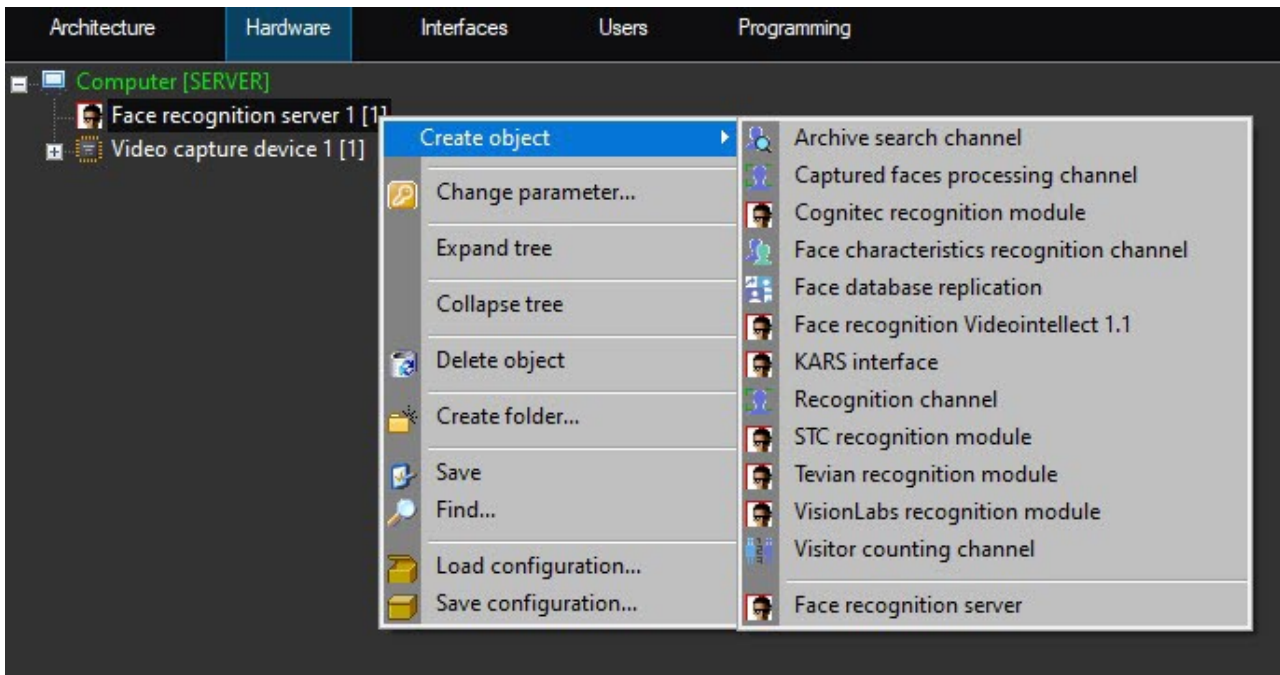 Architecture Hardware Interfaces Users Programming
Computer [SERVER]
Face recognition server 1 [1]
Video capture device 1 [1]
Create object
Change parameter...
Expand tree
Collapse tree
Delete object
Create folder...
Save
Find...
Load configuration...
Save configuration...
Archive search channel
Captured faces processing channel
Cognitec recognition module
Face characteristics recognition channel
Face database replication
Face recognition Videointellect 1.1
KARS interface
Recognition channel
STC recognition module
Tevian recognition module
VisionLabs recognition module
Visitor counting channel
Face recognition server